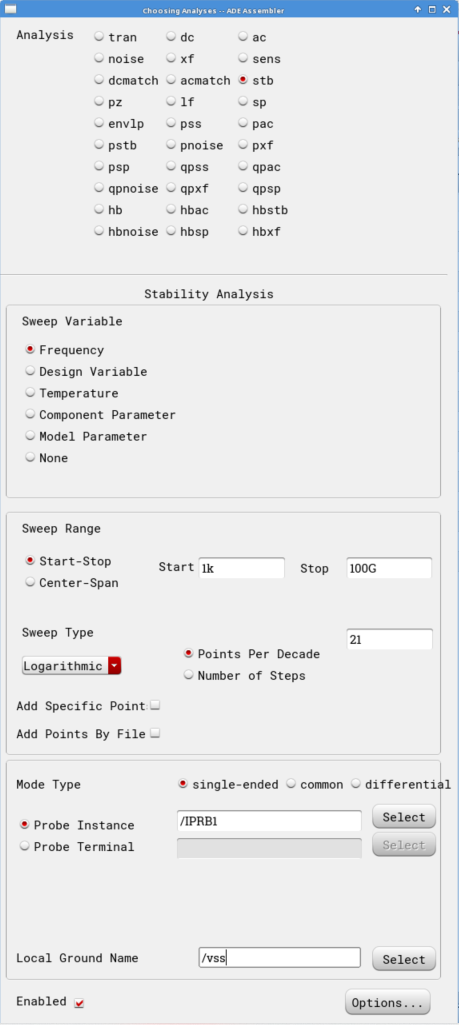 Choosing Analyses -- ADE Assembler
Analysis tran dc ac
noise xf sens
dcmatch acmatch stb
pz lf sp
envlp pss pac
pstb pnoise pxf
psp qpss qpac
qpnoise qpxf qpsp
hb hbac hbstb
hbnoise hbsp hbxf
Stability Analysis
Sweep Variable
Frequency
Design Variable
Temperature
Component Parameter
Model Parameter
None
Sweep Range
Start-Stop Start 1k Stop 100G
Center-Span
Sweep Type 21
Logarithmic Points Per Decade
Number of Steps
Add Specific Point
Add Points By File
Mode Type single-ended common differential
Probe Instance /IPRB1 Select
Probe Terminal Select
Local Ground Name /vss Select
Enabled Options...